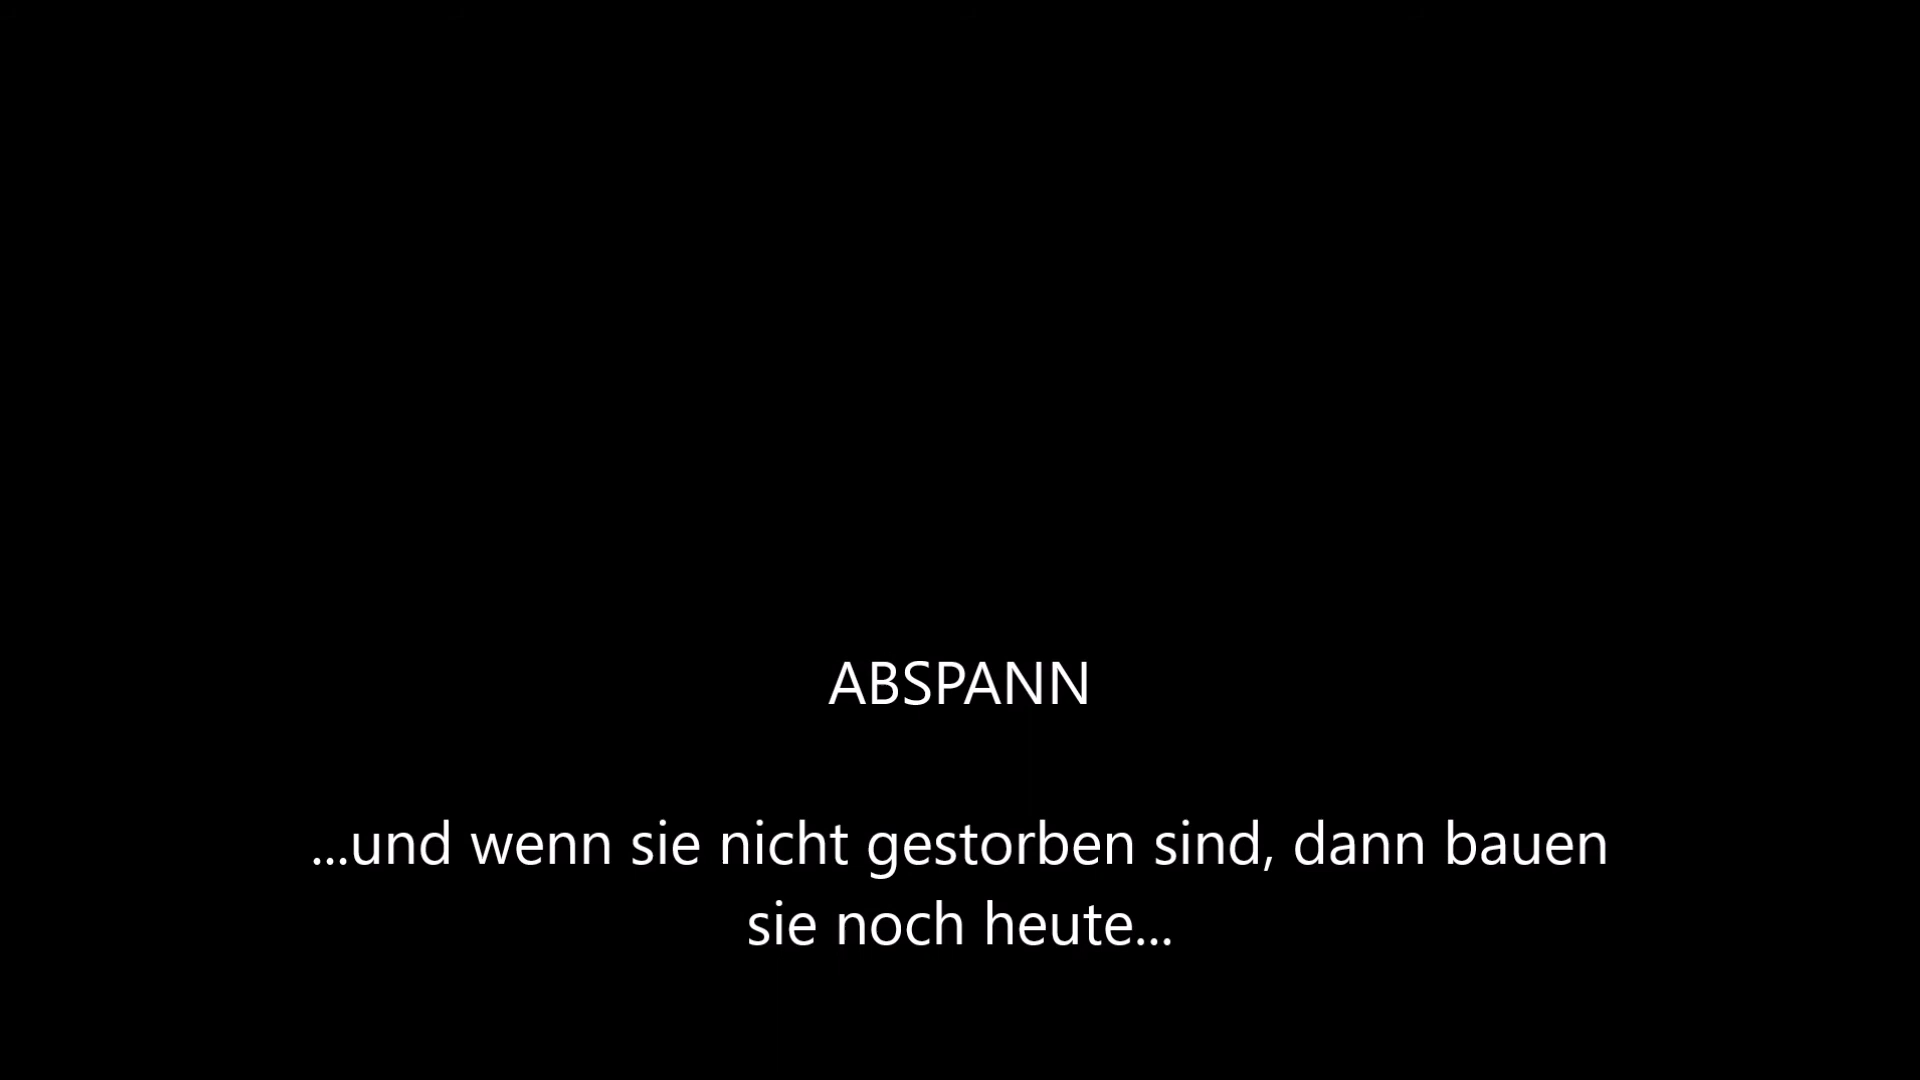 ABSPANN
...und wenn sie nicht gestorben sind, dann bauen
sie noch heute...